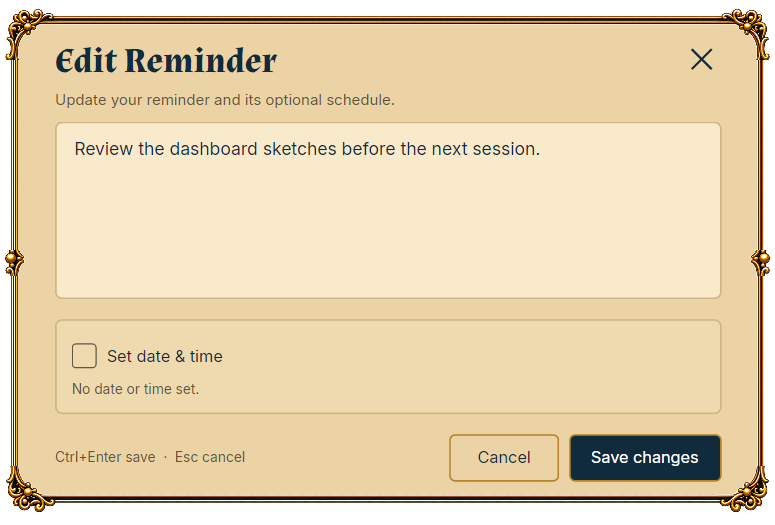 Edit Reminder
Update your reminder and its optional schedule.
Review the dashboard sketches before the next session.
Set date & time
No date or time set.
Ctrl+Enter save · Esc cancel
Cancel
Save changes